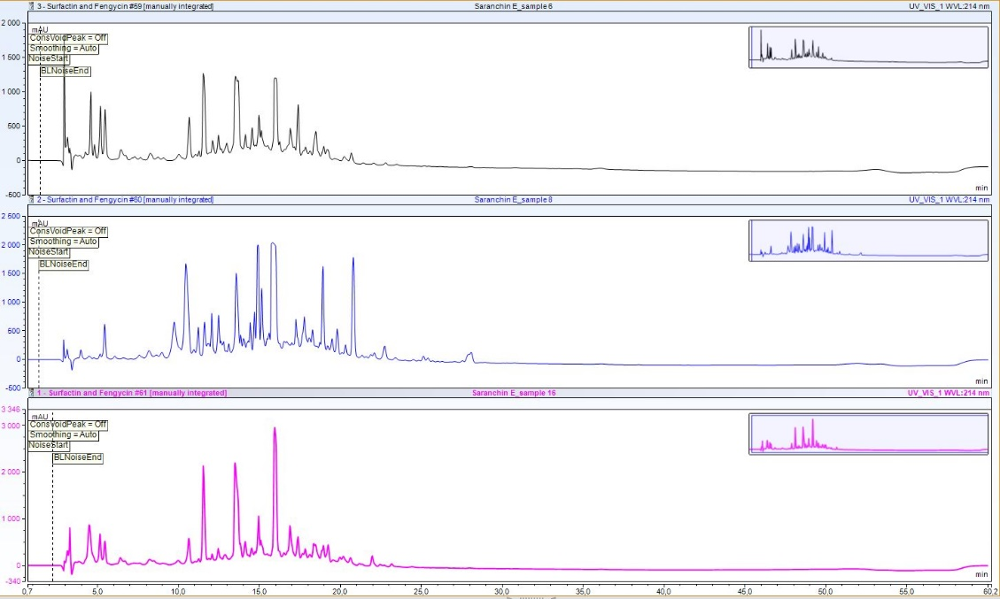 3 - Surfactin and Fengycin #59 [manually integrated] Saranchin E_sample 6 UV_VIS_1 WVL:214 nm
2 000
mAU
ConsVoidPeak = Off
Smoothing = Auto
NoiseStart
1 500
BLNoiseEnd
1 000
500
0
-600
min
2 - Surfactin and Fengycin #60 [manually integrated] Saranchin E_sample 8 UV_VIS_1 WVL:214 nm
2 600
mAU
ConsVoidPeak = Off
Smoothing = Auto
2 000
NoiseStart
BLNoiseEnd
1 500
1 000
500
0
-500
min
1 - Surfactin and Fengycin #61 [manually integrated] Saranchin E_sample 16 UV_VIS_1 WVL:214 nm
3 346
mAU
ConsVoidPeak = Off
3 000
Smoothing = Auto
NoiseStart
BLNoiseEnd
2 000
1 000
0
-340
min
0,7 5,0 10,0 15,0 20,0 25,0 30,0 35,0 40,0 45,0 50,0 55,0 60,2